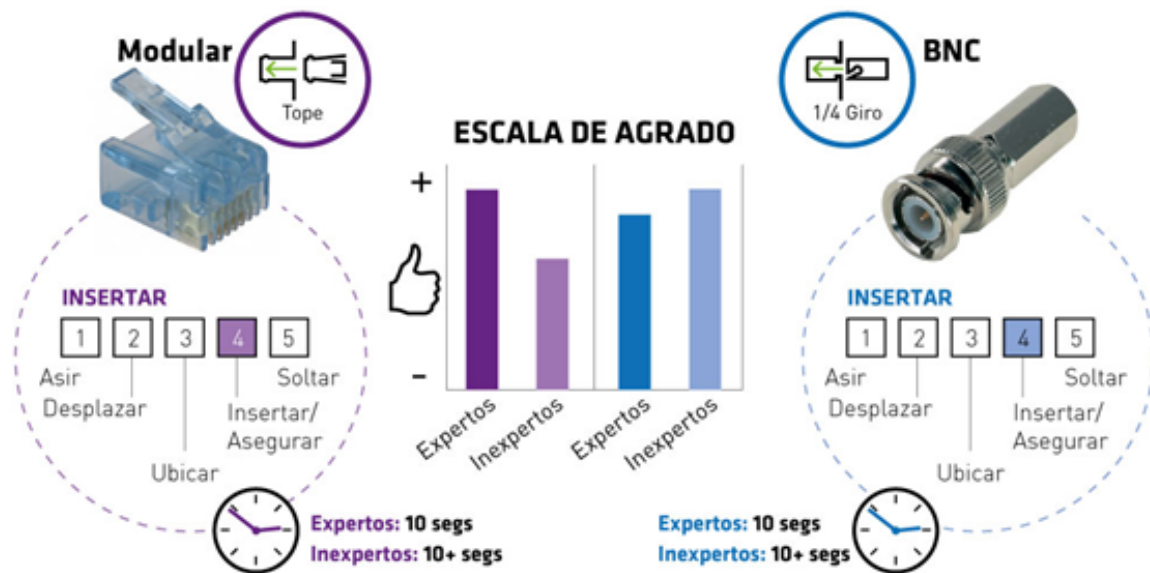 Modular
Tope
BNC
1/4 Giro
ESCALA DE AGRADO
+
-
Expertos
Inexpertos
Expertos
Inexpertos
INSERTAR
1 2 3 4 5
Asir
Soltar
Desplazar
Insertar/
Asegurar
Ubicar
Expertos: 10 segs
Inexpertos: 10+ segs
INSERTAR
1 2 3 4 5
Asir
Soltar
Desplazar
Insertar/
Asegurar
Ubicar
Expertos: 10 segs
Inexpertos: 10+ segs